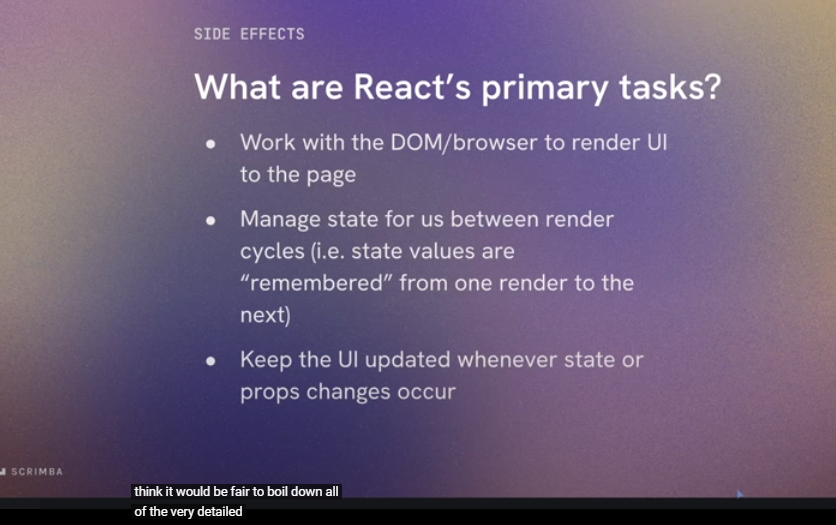 SIDE EFFECTS
What are React’s primary tasks?
● Work with the DOM/browser to render UI
to the page
● Manage state for us between render
cycles (i.e. state values are
“remembered” from one render to the
next)
● Keep the UI updated whenever state or
props changes occur
SCRIMBA
think it would be fair to boil down all
of the very detailed